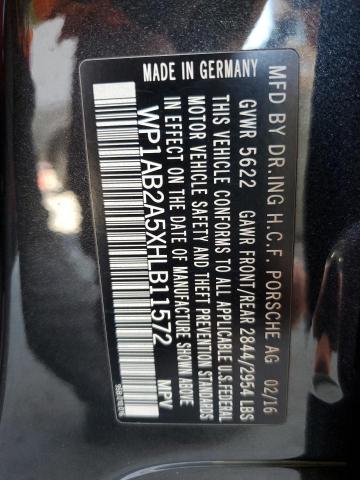 MFD BY DR.ING H.C.F. PORSCHE AG 02/16
GVWR 5622 GAWR FRONT/REAR 2844/2954 LBS
THIS VEHICLE CONFORMS TO ALL APPLICABLE U.S.FEDERAL
MOTOR VEHICLE SAFETY AND THEFT PREVENTION STANDARDS
IN EFFECT ON THE DATE OF MANUFACTURE SHOWN ABOVE
WP1AB2A5XHLB11572 MPV
MADE IN GERMANY